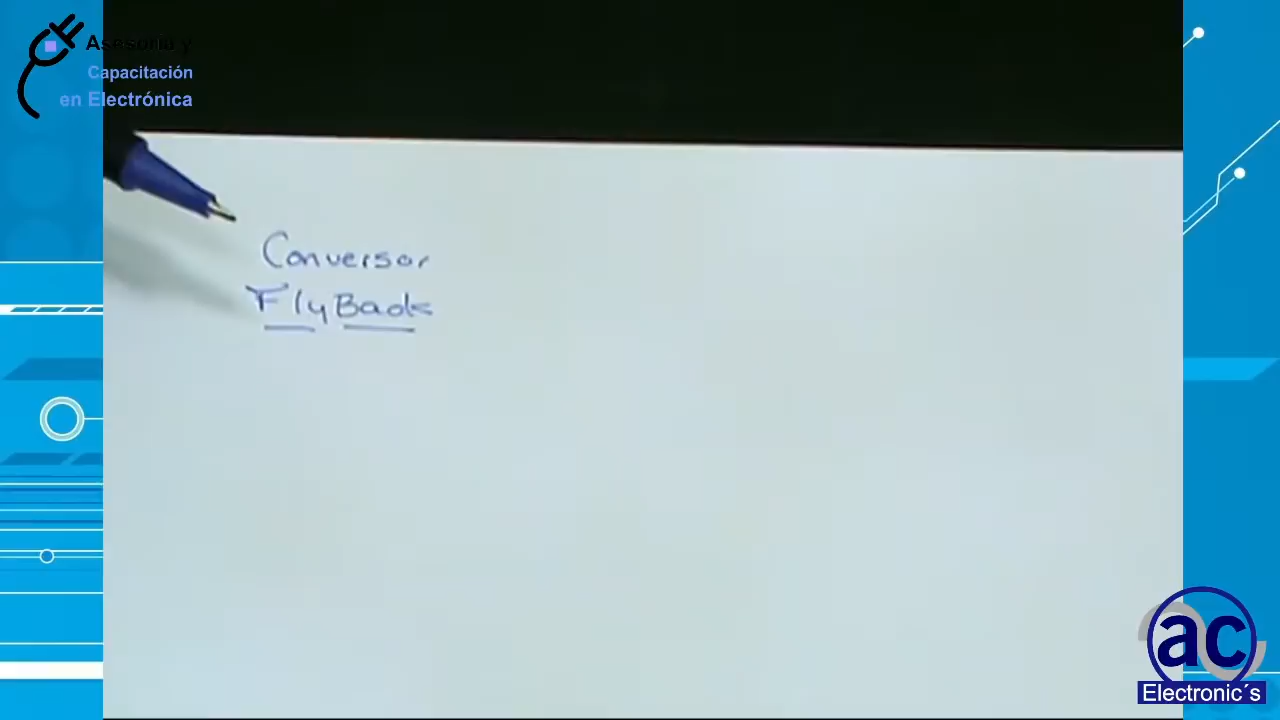 Asesoría y
Capacitación
en Electrónica
Conversor
FlyBack
ac
Electronic´s